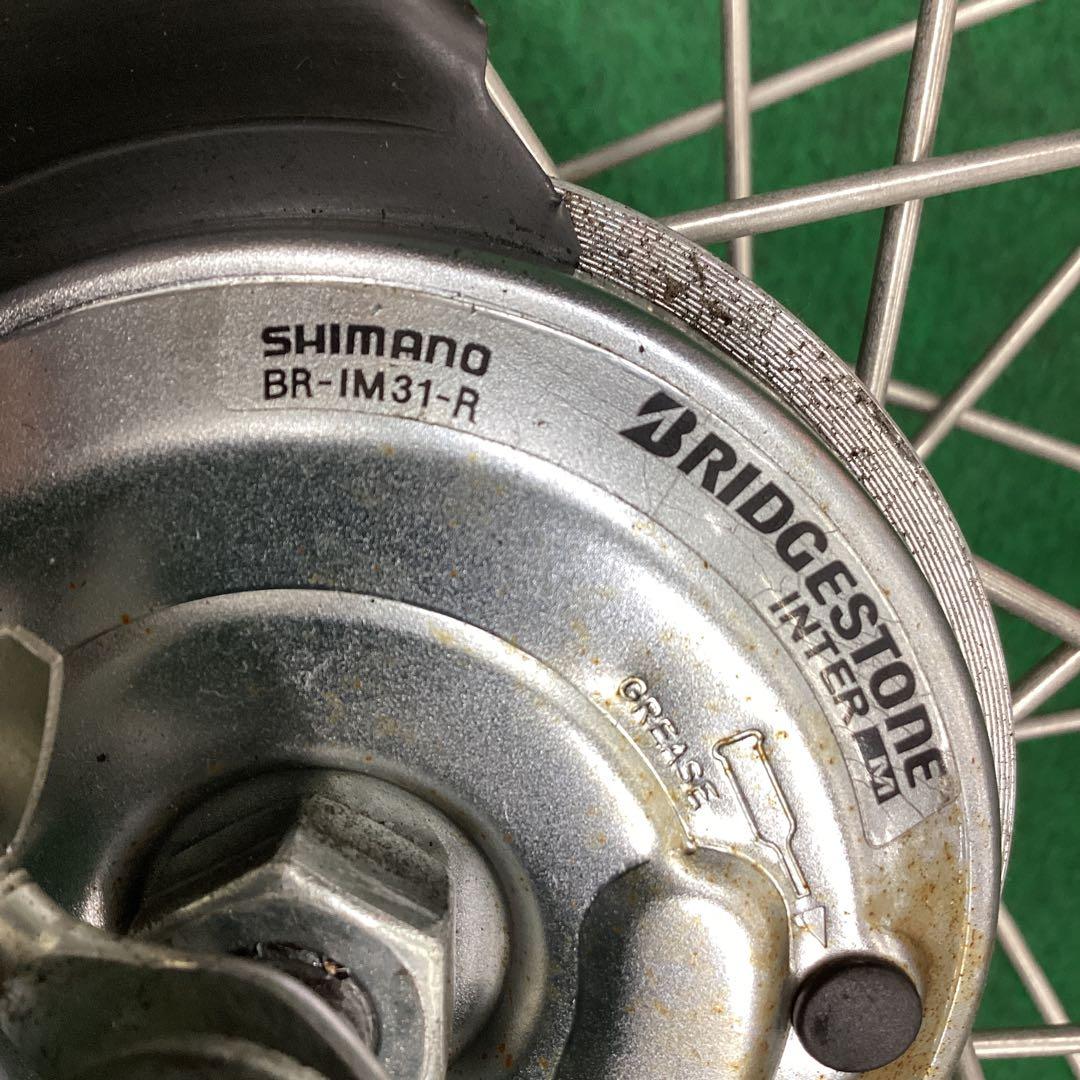 SHIMANO
BR-IM31-R
BRIDGESTONE
INTER M
GREASE